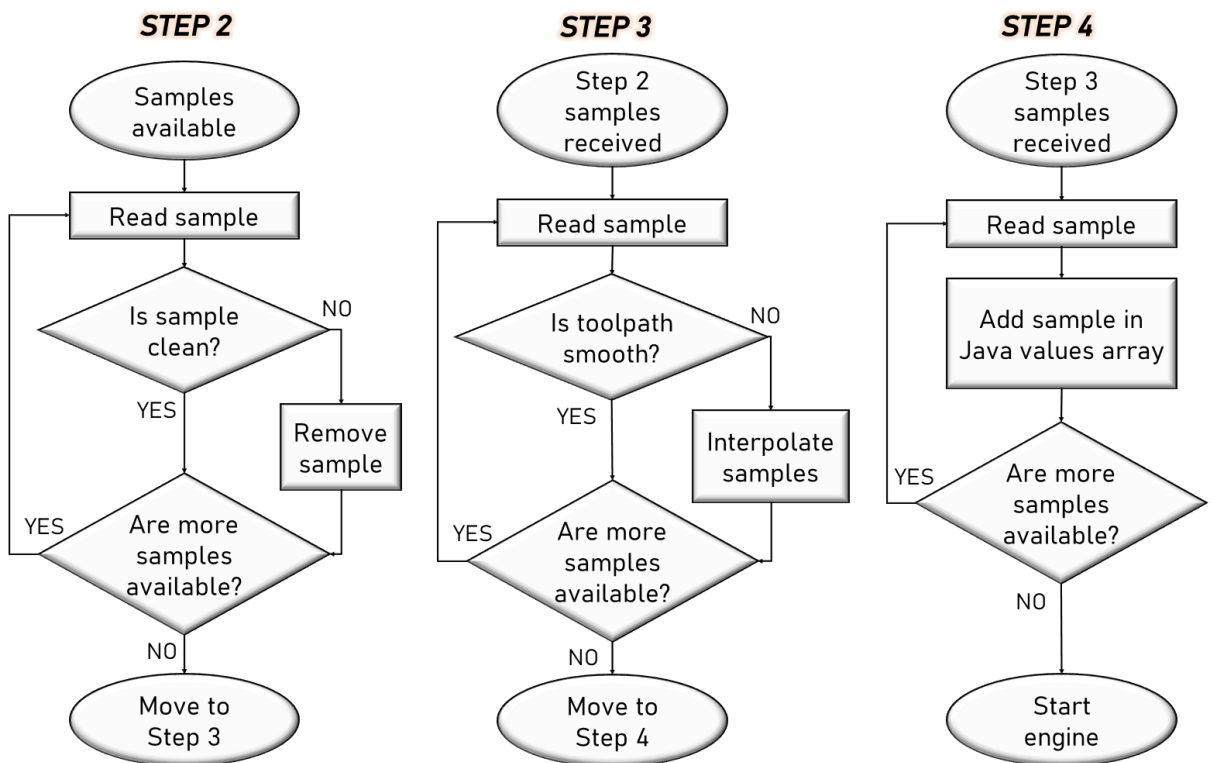 STEP 2
Samples
available
Read sample
Is sample
clean?
NO
YES
Remove
sample
Are more
samples
available?
YES
NO
Move to
Step 3
STEP 3
Step 2
samples
received
Read sample
Is toolpath
smooth?
NO
YES
Interpolate
samples
Are more
samples
available?
YES
NO
Move to
Step 4
STEP 4
Step 3
samples
received
Read sample
Add sample in
Java values array
Are more
samples
available?
YES
NO
Start
engine